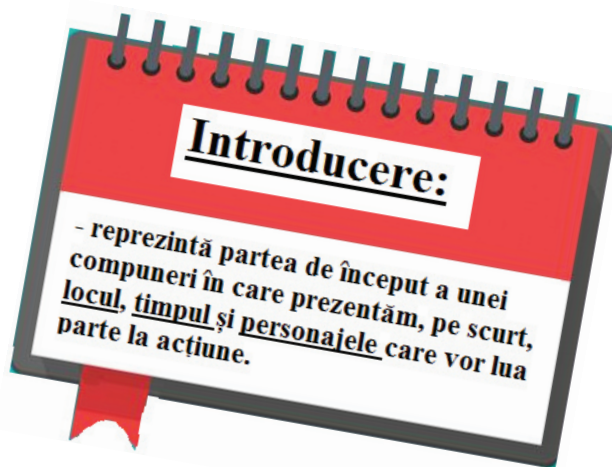 Introducere:
- reprezintă partea de început a unei
compuneri în care prezentăm, pe scurt,
locul, timpul și personajele care vor lua
parte la acțiune.